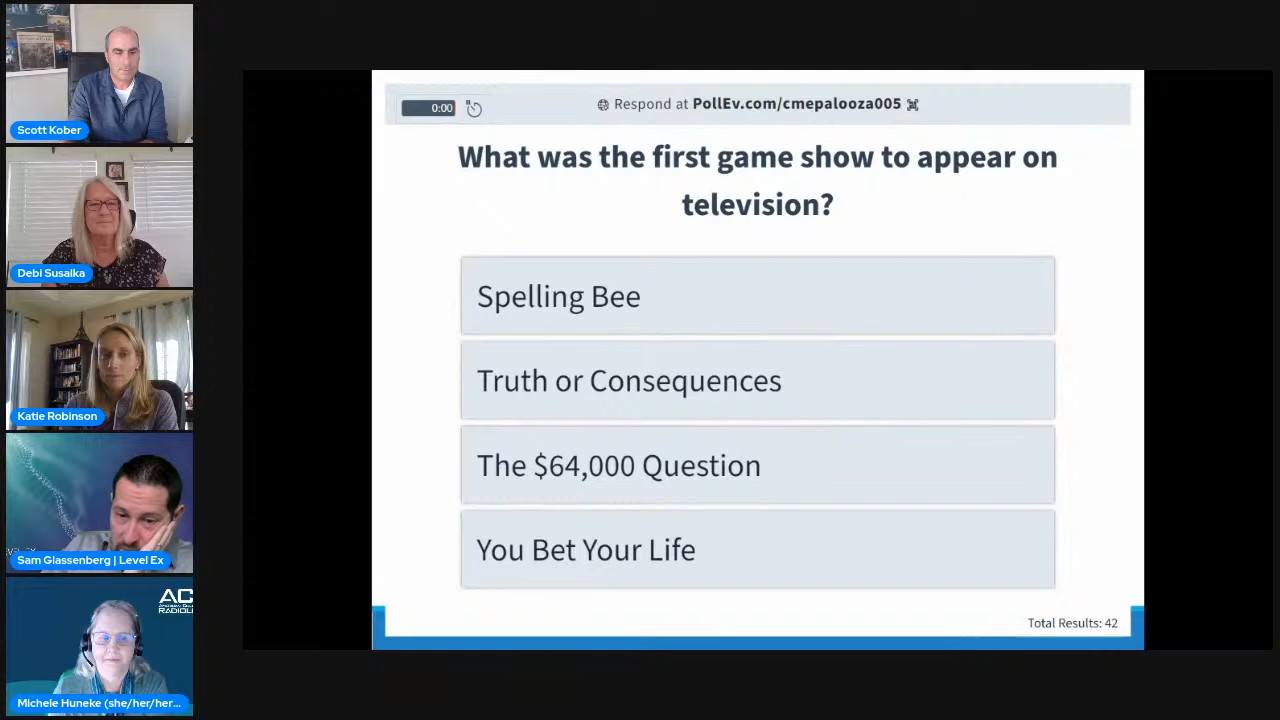 Scott Kober
Debi Susalka
Katie Robinson
Sam Glassenberg | Level Ex
AC
RADIOL
Michele Huneke (she/her/her...
0:00
Respond at PollEv.com/cmepalooza005
What was the first game show to appear on
television?
Spelling Bee
Truth or Consequences
The $64,000 Question
You Bet Your Life
Total Results: 42